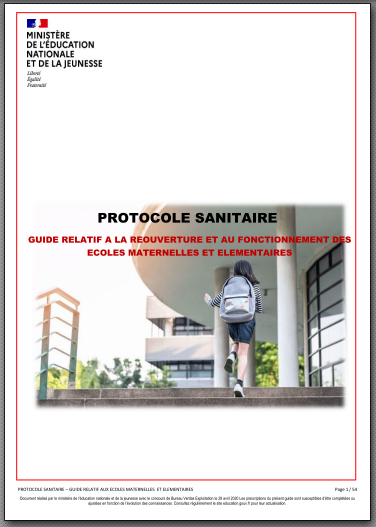 MINISTÈRE
DE L'ÉDUCATION
NATIONALE
ET DE LA JEUNESSE
Liberté
Égalité
Fraternité
PROTOCOLE SANITAIRE
GUIDE RELATIF A LA REOUVERTURE ET AU FONCTIONNEMENT DES
ECOLES MATERNELLES ET ELEMENTAIRES
PROTOCOLE SANITAIRE – GUIDE RELATIF AUX ECOLES MATERNELLES ET ELEMENTAIRES Page 1 / 54
Document réalisé par le ministère de l'éducation nationale et de la jeunesse avec le concours de Bureau Veritas Exploitation le 29 avril 2020 Les prescriptions du présent guide sont susceptibles d'être complétées ou
ajustées en fonction de l'évolution des connaissances. Consultez régulièrement le site education.gouv.fr pour leur actualisation.